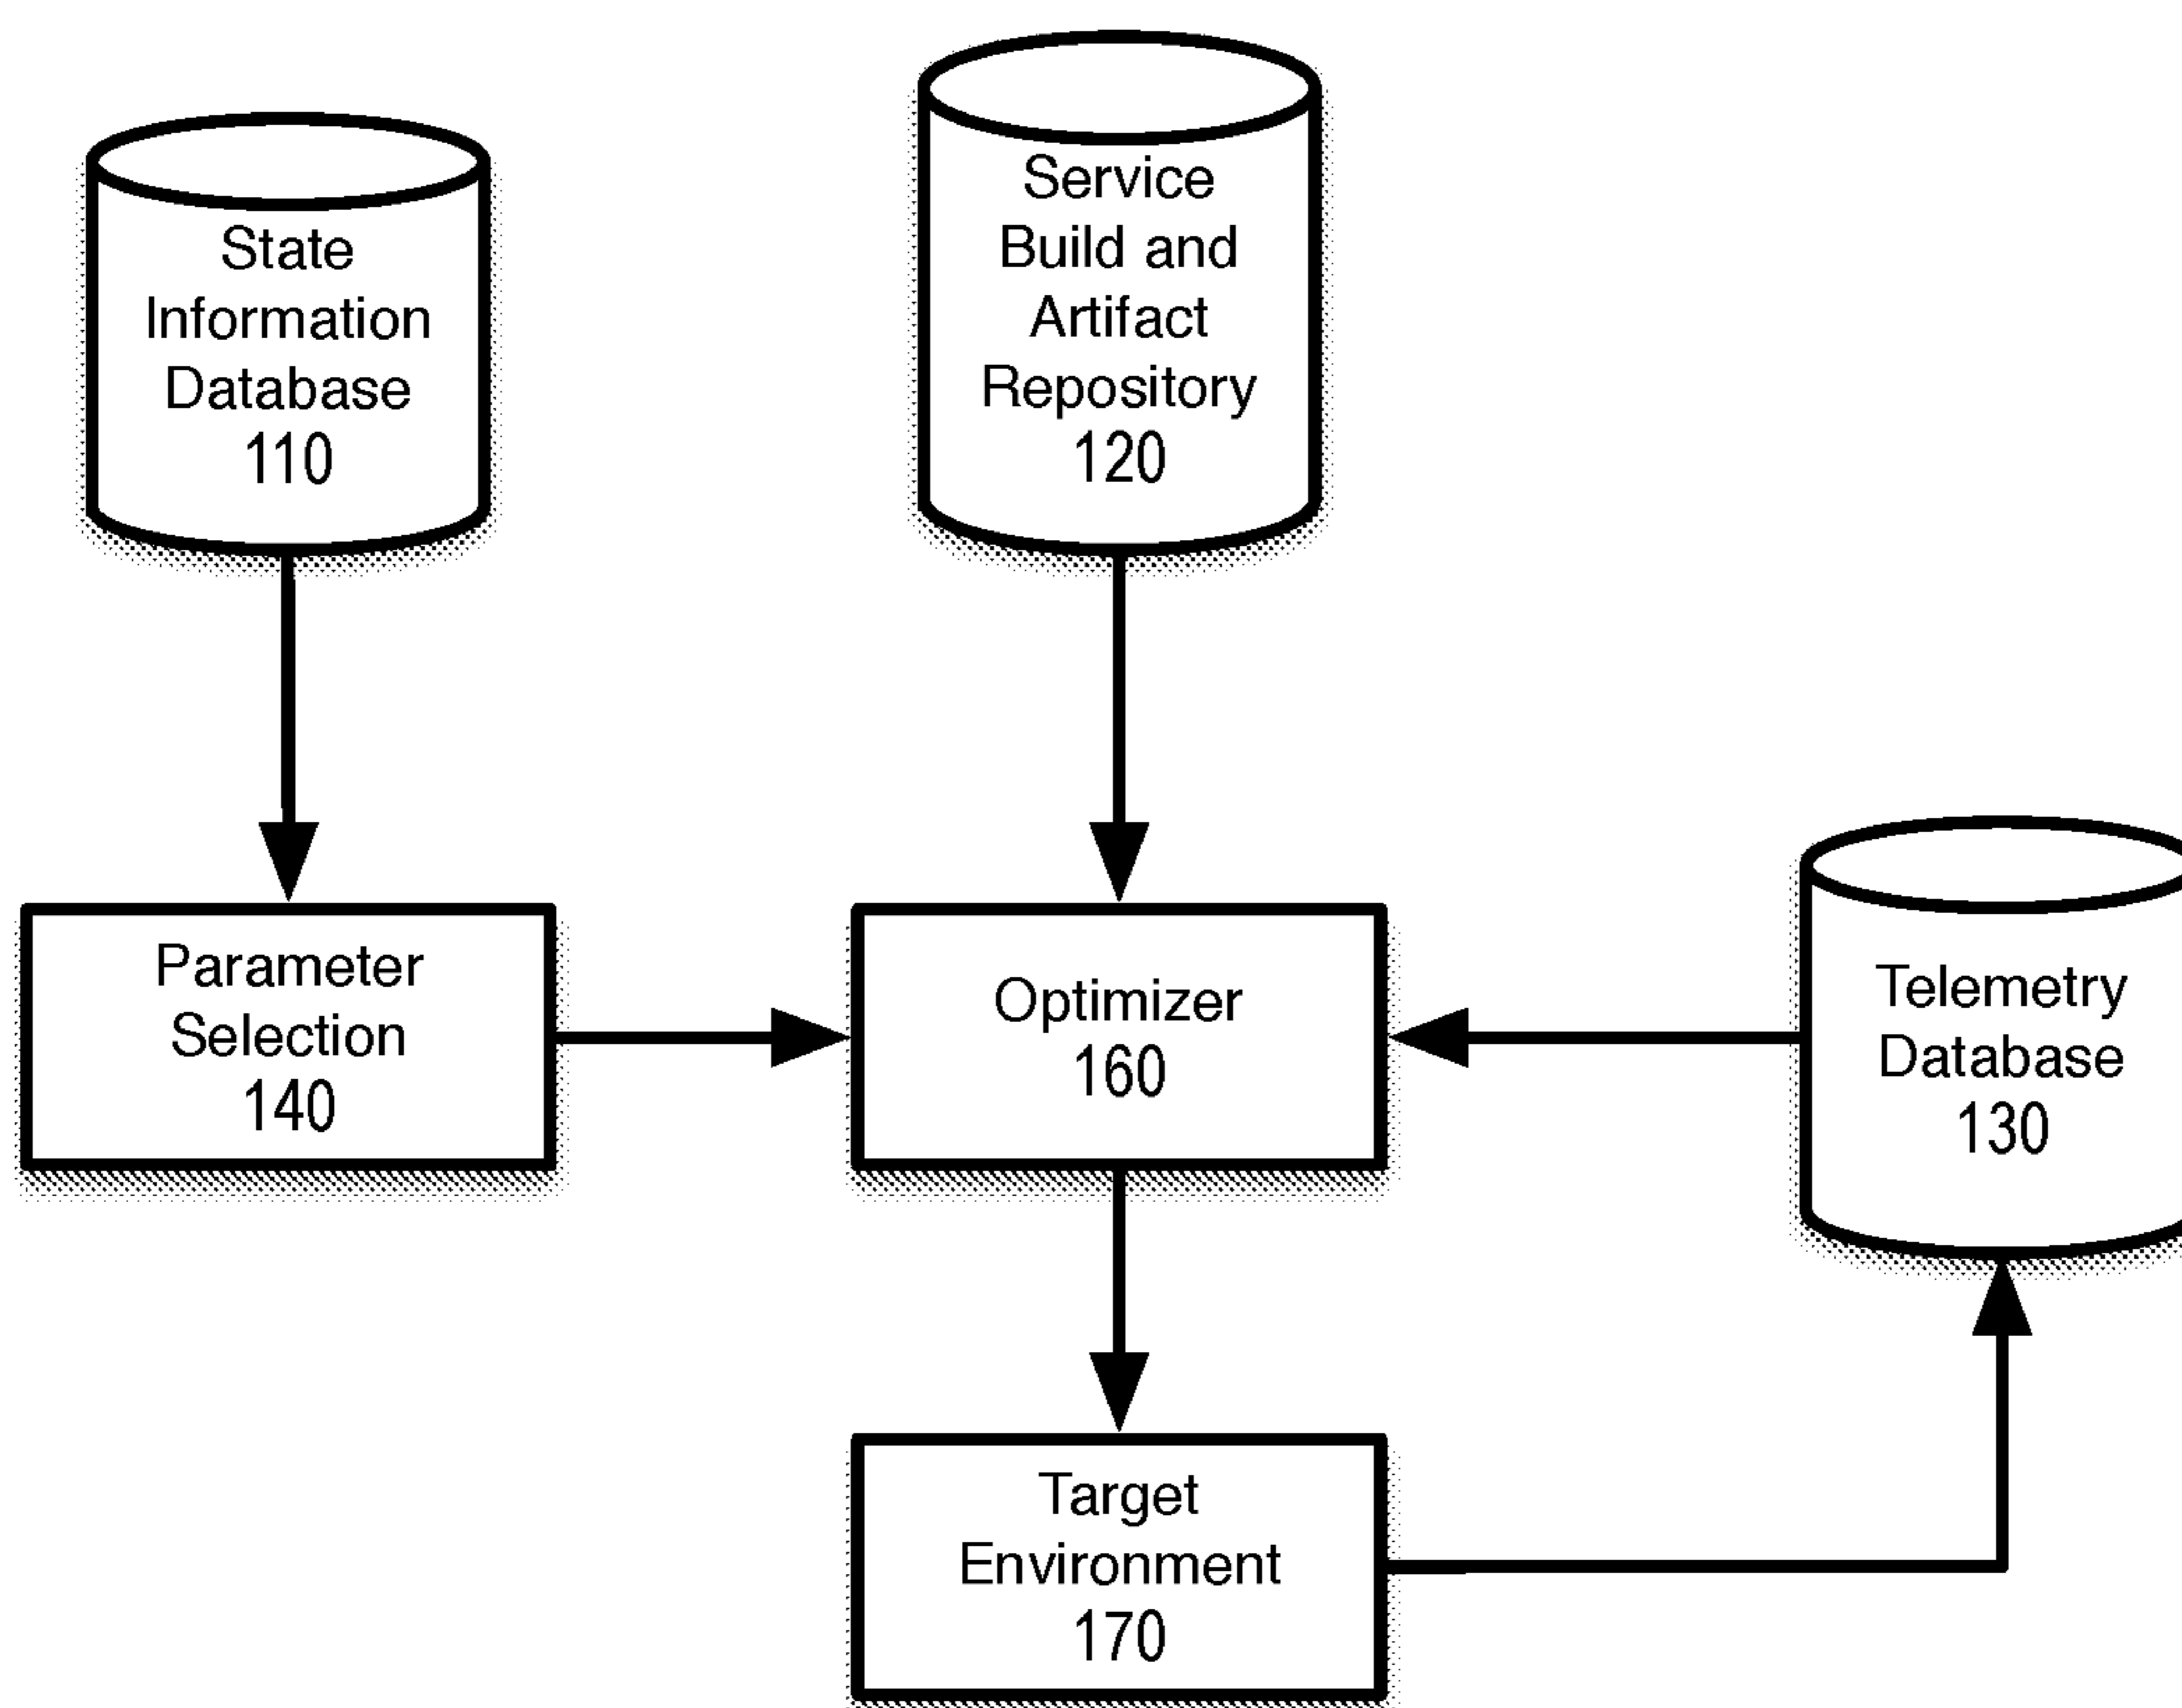 State
Information
Database
110
Service
Build and
Artifact
Repository
120
Parameter
Selection
140
Optimizer
160
Telemetry
Database
130
Target
Environment
170